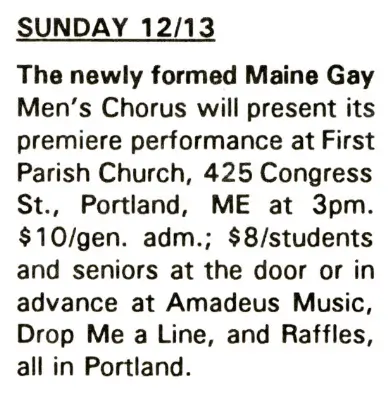 SUNDAY 12/13
The newly formed Maine Gay
Men's Chorus will present its
premiere performance at First
Parish Church, 425 Congress
St., Portland, ME at 3pm.
$10/gen. adm.; $8/students
and seniors at the door or in
advance at Amadeus Music,
Drop Me a Line, and Raffles,
all in Portland.